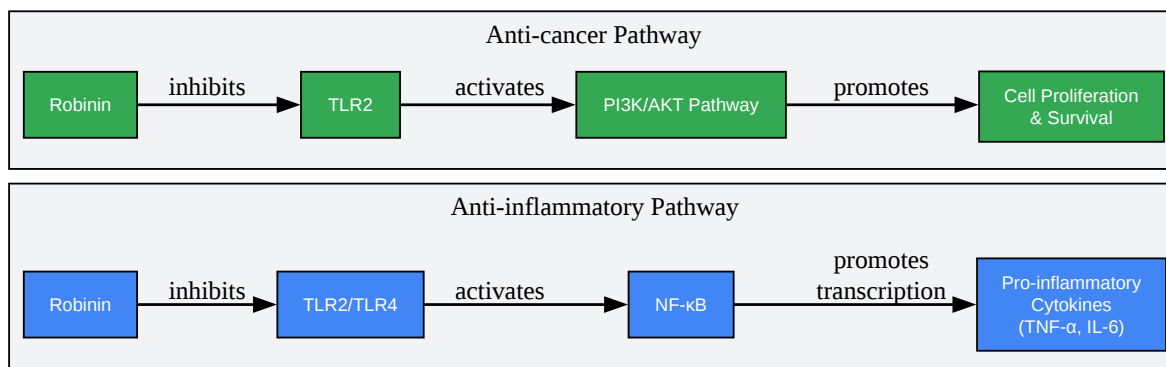 Anti-cancer Pathway
Robinin
inhibits
TLR2
activates
PI3K/AKT Pathway
promotes
Cell Proliferation
& Survival
Anti-inflammatory Pathway
Robinin
inhibits
TLR2/TLR4
activates
NF-κB
promotes
transcription
Pro-inflammatory
Cytokines
(TNF-α, IL-6)